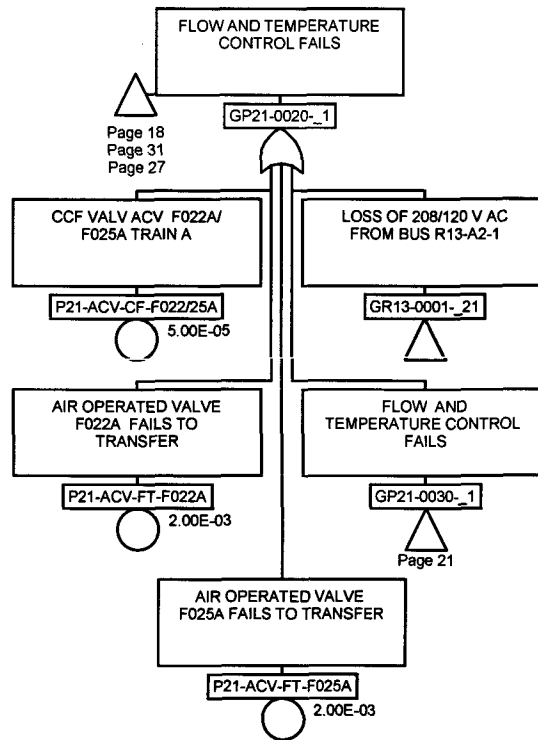 FLOW AND TEMPERATURE
CONTROL FAILS
GP21-0020-_1
Page 18
Page 31
Page 27
CCF VALV ACV F022A/
F025A TRAIN A
P21-ACV-CF-F022/25A
5.00E-05
LOSS OF 208/120 V AC
FROM BUS R13-A2-1
GR13-0001-_21
AIR OPERATED VALVE
F022A FAILS TO
TRANSFER
P21-ACV-FT-F022A
2.00E-03
FLOW AND
TEMPERATURE CONTROL
FAILS
GP21-0030-_1
Page 21
AIR OPERATED VALVE
F025A FAILS TO TRANSFER
P21-ACV-FT-F025A
2.00E-03